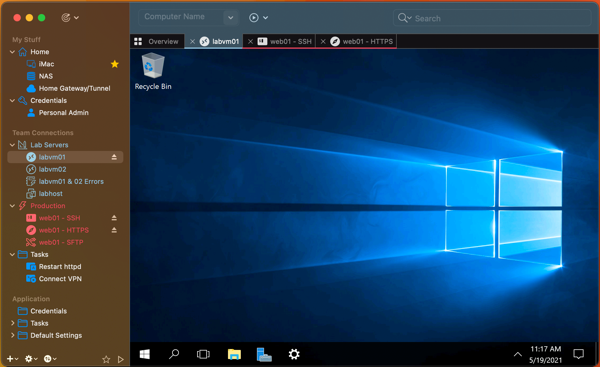 Computer Name
Search
My Stuff
Home
iMac
NAS
Home Gateway/Tunnel
Credentials
Personal Admin
Team Connections
Lab Servers
labvm01
labvm02
labvm01 & 02 Errors
labhost
Production
web01 - SSH
web01 - HTTPS
web01 - SFTP
Tasks
Restart httpd
Connect VPN
Application
Credentials
Tasks
Default Settings
Overview
labvm01
web01 - SSH
web01 - HTTPS
Recycle Bin
11:17 AM
5/19/2021